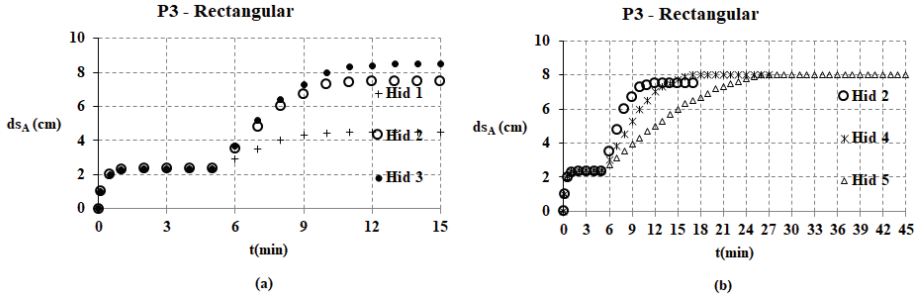 P3 - Rectangular
10
8
6
4
2
0
ds_A (cm)
0 3 6 9 12 15
t(min)
Hid 1
Hid 2
Hid 3
(a)
P3 - Rectangular
10
8
6
4
2
0
ds_A (cm)
0 3 6 9 12 15 18 21 24 27 30 33 36 39 42 45
t(min)
Hid 2
Hid 4
Hid 5
(b)